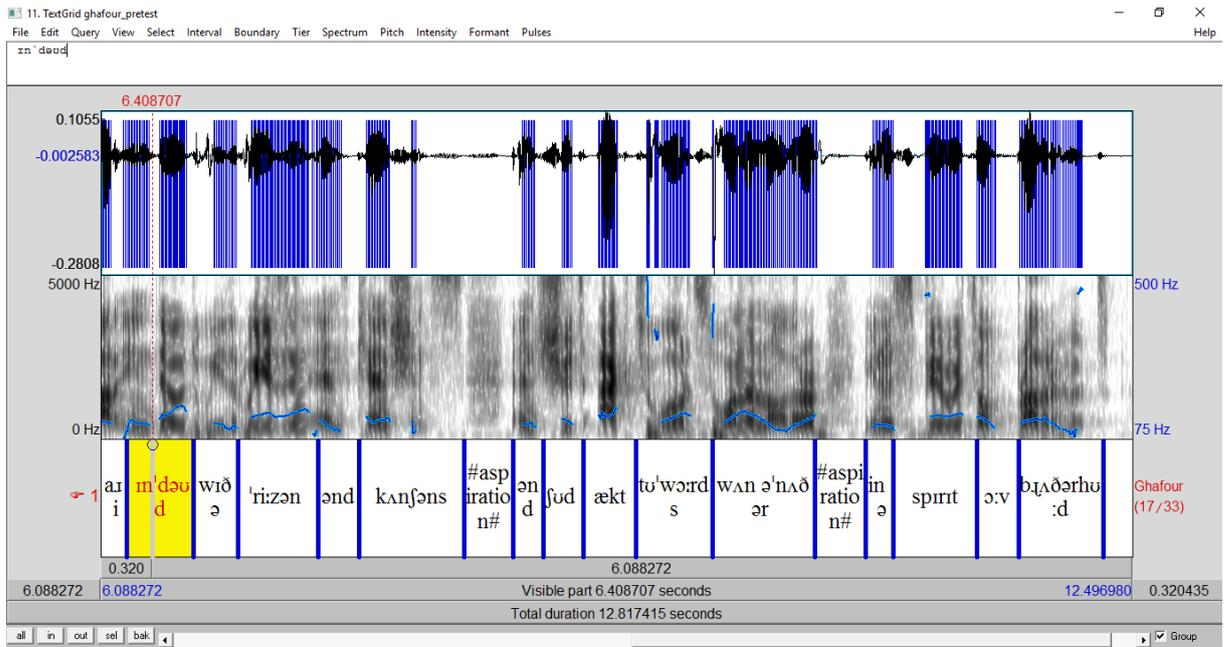 11. TextGrid ghafour_pretest
File Edit Query View Select Interval Boundary Tier Spectrum Pitch Intensity Formant Pulses Help
ɪnˈdəʊd
6.408707
0.1055
-0.002583
-0.2808
5000 Hz 500 Hz
0 Hz 75 Hz
aɪ
i
ɪnˈdəʊ
d
wɪð
ə
ˈriːzən
ənd
kʌnʃəns
#asp
iratio
n#
ən
d
ʃʊd
ækt
tʊˈwɔːrd
s
wʌn əˈnʌð
ər
#aspi
ratio
n#
in
ə
spɪrɪt
ɔːv
bɹʌðərhʊ
ːd
1
Ghafour
(17/33)
0.320 6.088272
6.088272 6.088272 Visible part 6.408707 seconds 12.496980 0.320435
Total duration 12.817415 seconds
all in out sel bak Group